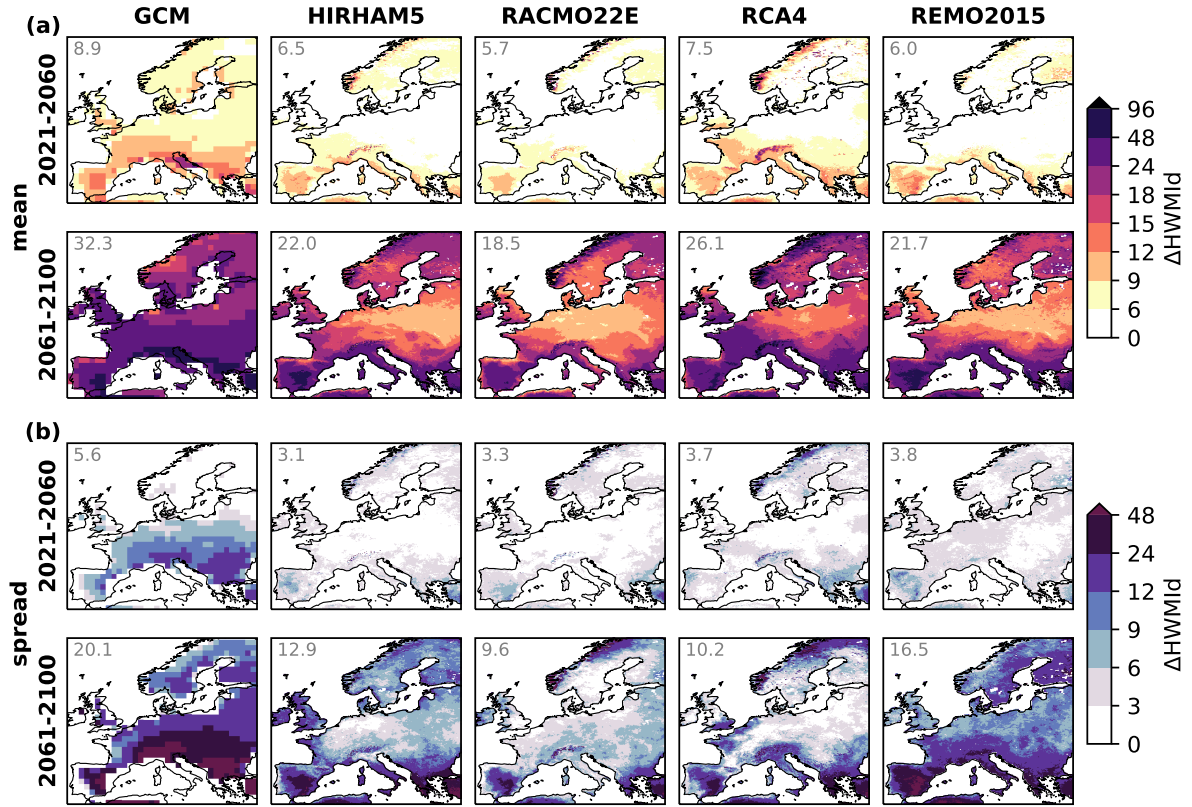 GCM HIRHAM5 RACMO22E RCA4 REMO2015
(a)
mean
2021-2060
8.9 6.5 5.7 7.5 6.0
2061-2100
32.3 22.0 18.5 26.1 21.7
96
48
24
18
15
12
9
6
0
ΔHWMId
(b)
spread
2021-2060
5.6 3.1 3.3 3.7 3.8
2061-2100
20.1 12.9 9.6 10.2 16.5
48
24
12
9
6
3
0
ΔHWMId